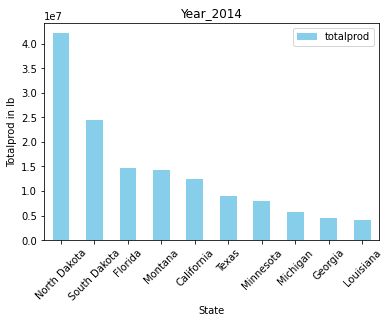 Year_2014
1e7
totalprod
Totalprod in lb
4.0
3.5
3.0
2.5
2.0
1.5
1.0
0.5
0.0
North Dakota
South Dakota
Florida
Montana
California
Texas
Minnesota
Michigan
Georgia
Louisiana
State